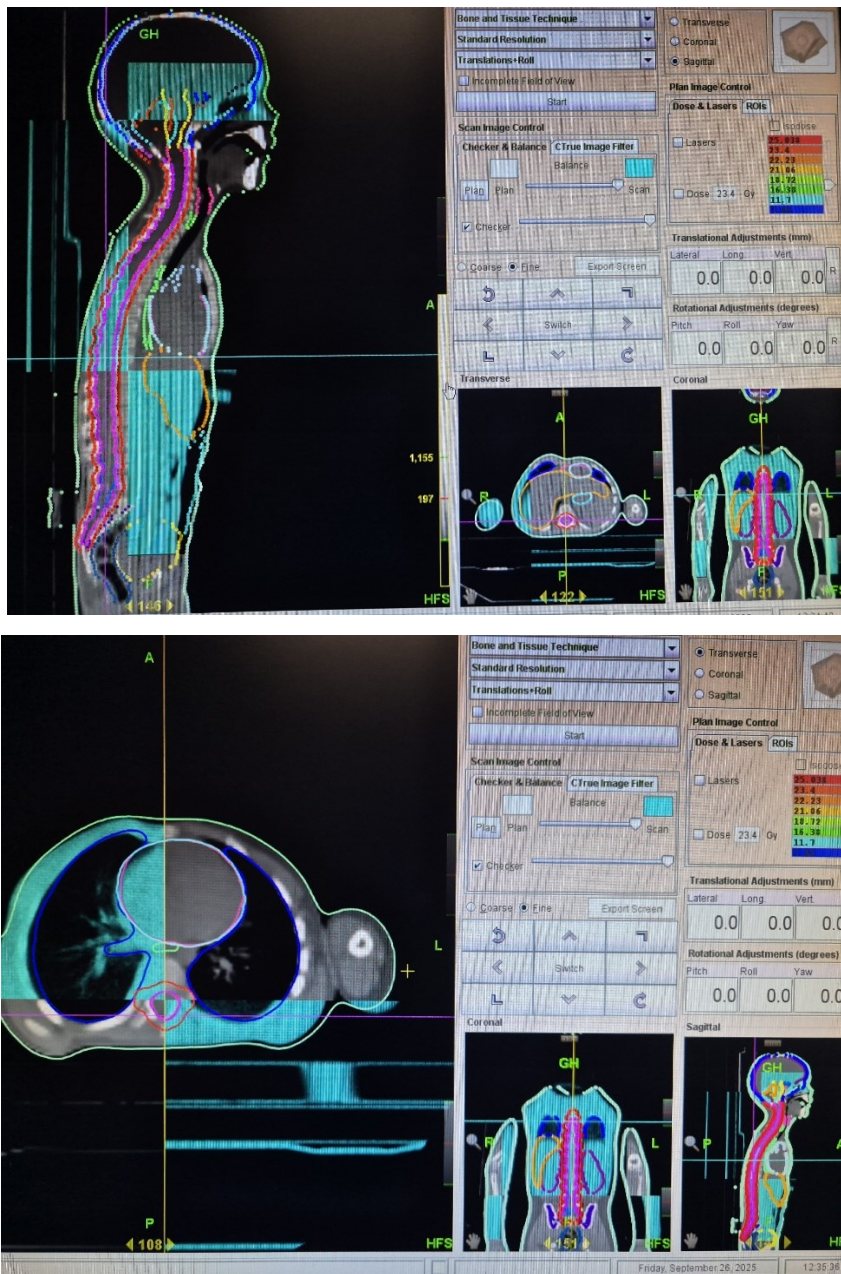 GH
A
1,155
197
146
HFS
Bone and Tissue Technique
Standard Resolution
Translations+Roll
Incomplete Field of View
Start
Scan Image Control
Checker & Balance CTrue Image Filter
Balance
Plan Plan Scan
Checker
Coarse Fine Export Screen
Switch
Transverse
Coronal
Sagittal
Plan Image Control
Dose & Lasers ROIs
Isodose
Lasers
Dose 23.4 Gy
25.038
23.4
22.23
21.06
18.72
16.38
11.7
Translational Adjustments (mm)
Lateral Long. Vert
0.0 0.0 0.0 R
Rotational Adjustments (degrees)
Pitch Roll Yaw
0.0 0.0 0.0 R
Transverse
A
R L
P
122
HFS
Coronal
GH
R L
151
HFS
A
L
P
108
HFS
Bone and Tissue Technique
Standard Resolution
Translations+Roll
Incomplete Field of View
Start
Scan Image Control
Checker & Balance CTrue Image Filter
Balance
Plan Plan Scan
Checker
Coarse Fine Export Screen
Switch
Transverse
Coronal
Sagittal
Plan Image Control
Dose & Lasers ROIs
Isodose
Lasers
Dose 23.4 Gy
25.038
23.4
22.23
21.06
18.72
16.38
11.7
Translational Adjustments (mm)
Lateral Long. Vert
0.0 0.0 0.0
Rotational Adjustments (degrees)
Pitch Roll Yaw
0.0 0.0 0.0
Coronal
GH
R L
151
HFS
Sagittal
GH
P A
Friday, September 26, 2025 12:35:36